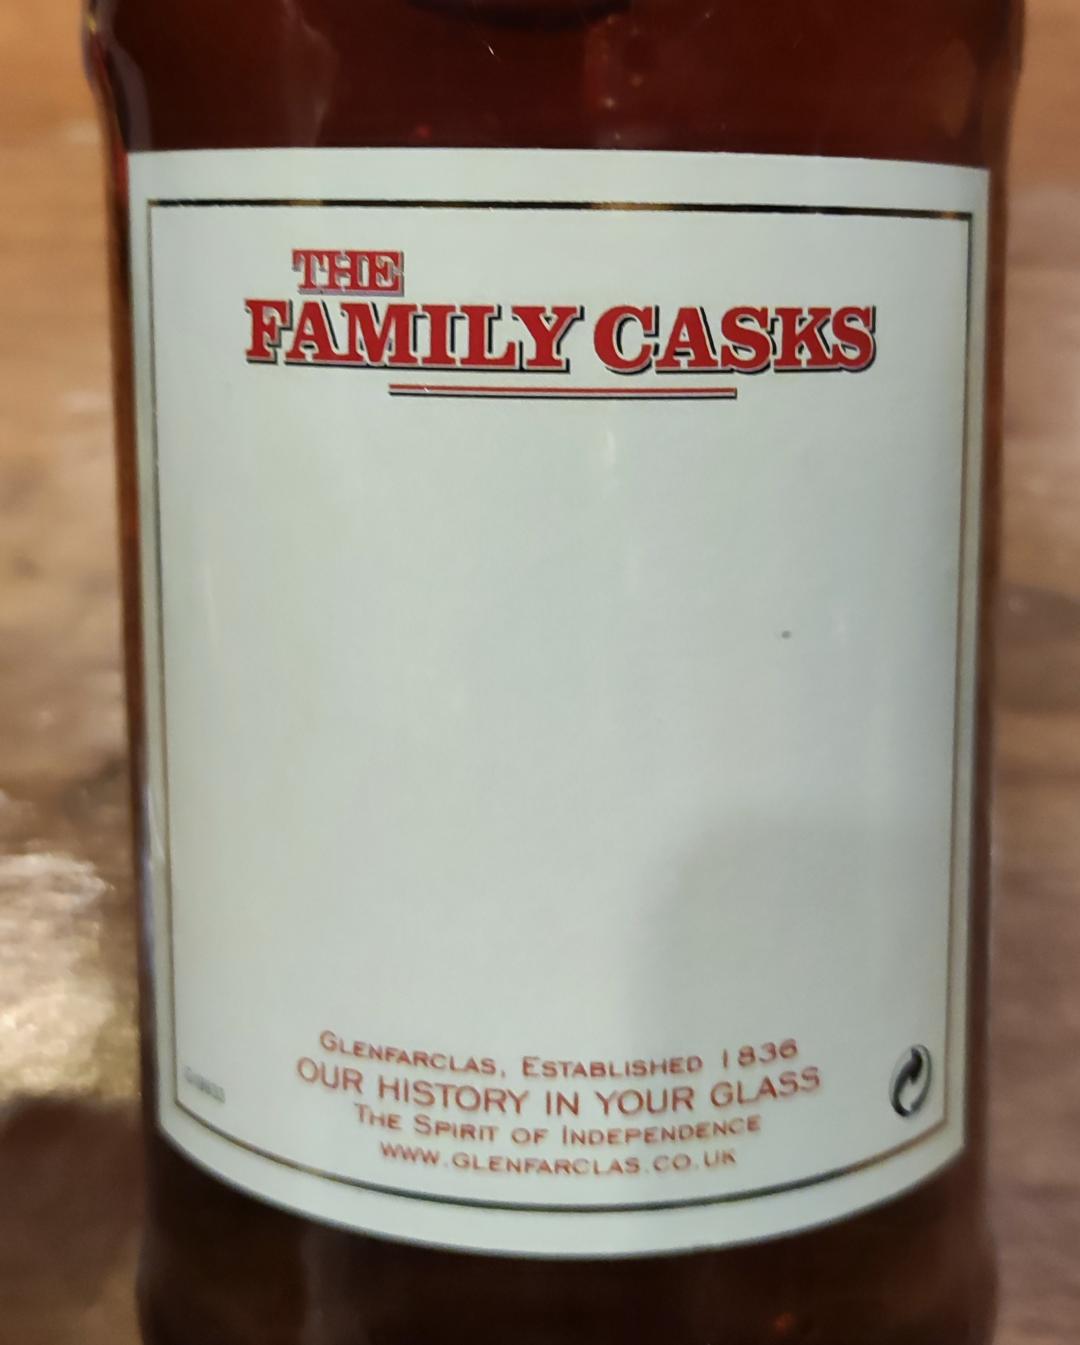 THE
FAMILY CASKS
GLENFARCLAS, ESTABLISHED 1836
OUR HISTORY IN YOUR GLASS
THE SPIRIT OF INDEPENDENCE
WWW.GLENFARCLAS.CO.UK